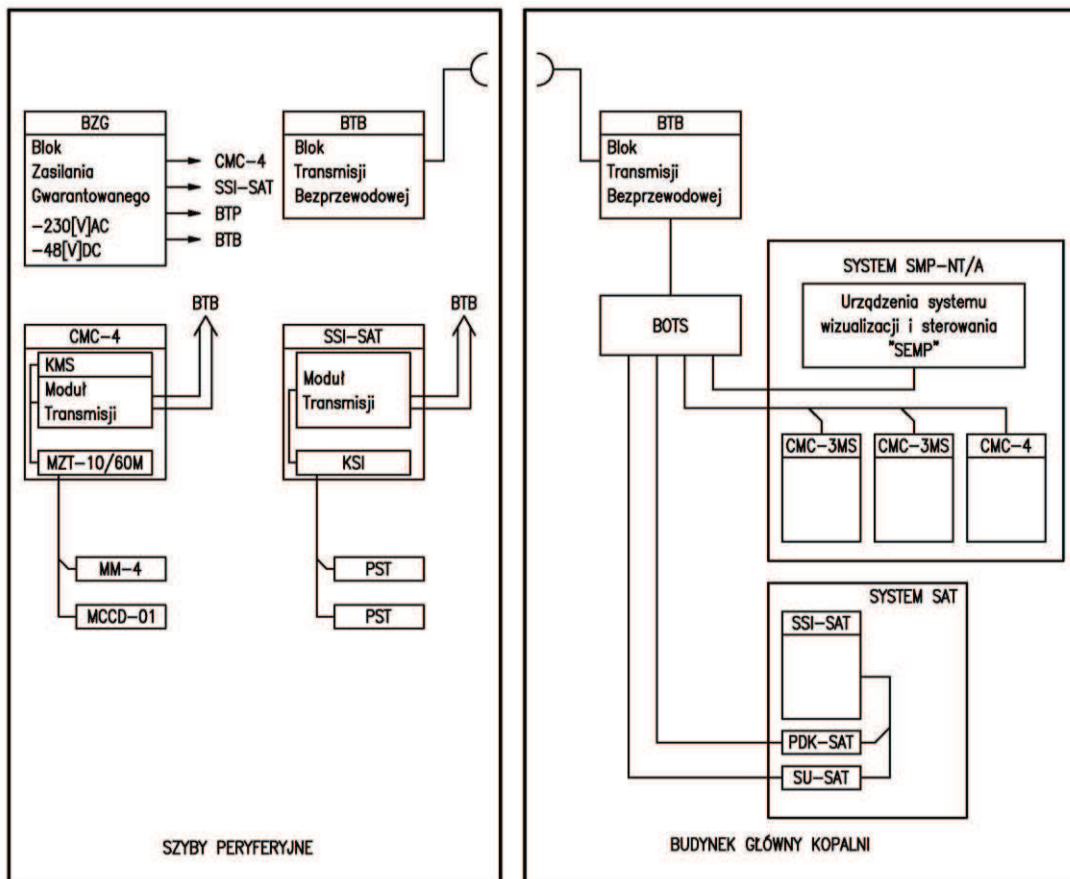 BZG
Blok
Zasilania
Gwarantowanego
-230[V]AC
-48[V]DC
CMC-4
SSI-SAT
BTP
BTB
BTB
Blok
Transmisji
Bezprzewodowej
BTB
CMC-4
KMS
Moduł
Transmisji
MZT-10/60M
MM-4
MCCD-01
BTB
SSI-SAT
Moduł
Transmisji
KSI
PST
PST
SZYBY PERYFERYJNE
BTB
Blok
Transmisji
Bezprzewodowej
BOTS
SYSTEM SMP-NT/A
Urządzenia systemu
wizualizacji i sterowania
"SEMP"
CMC-3MS
CMC-3MS
CMC-4
SYSTEM SAT
SSI-SAT
PDK-SAT
SU-SAT
BUDYNEK GŁÓWNY KOPALNI